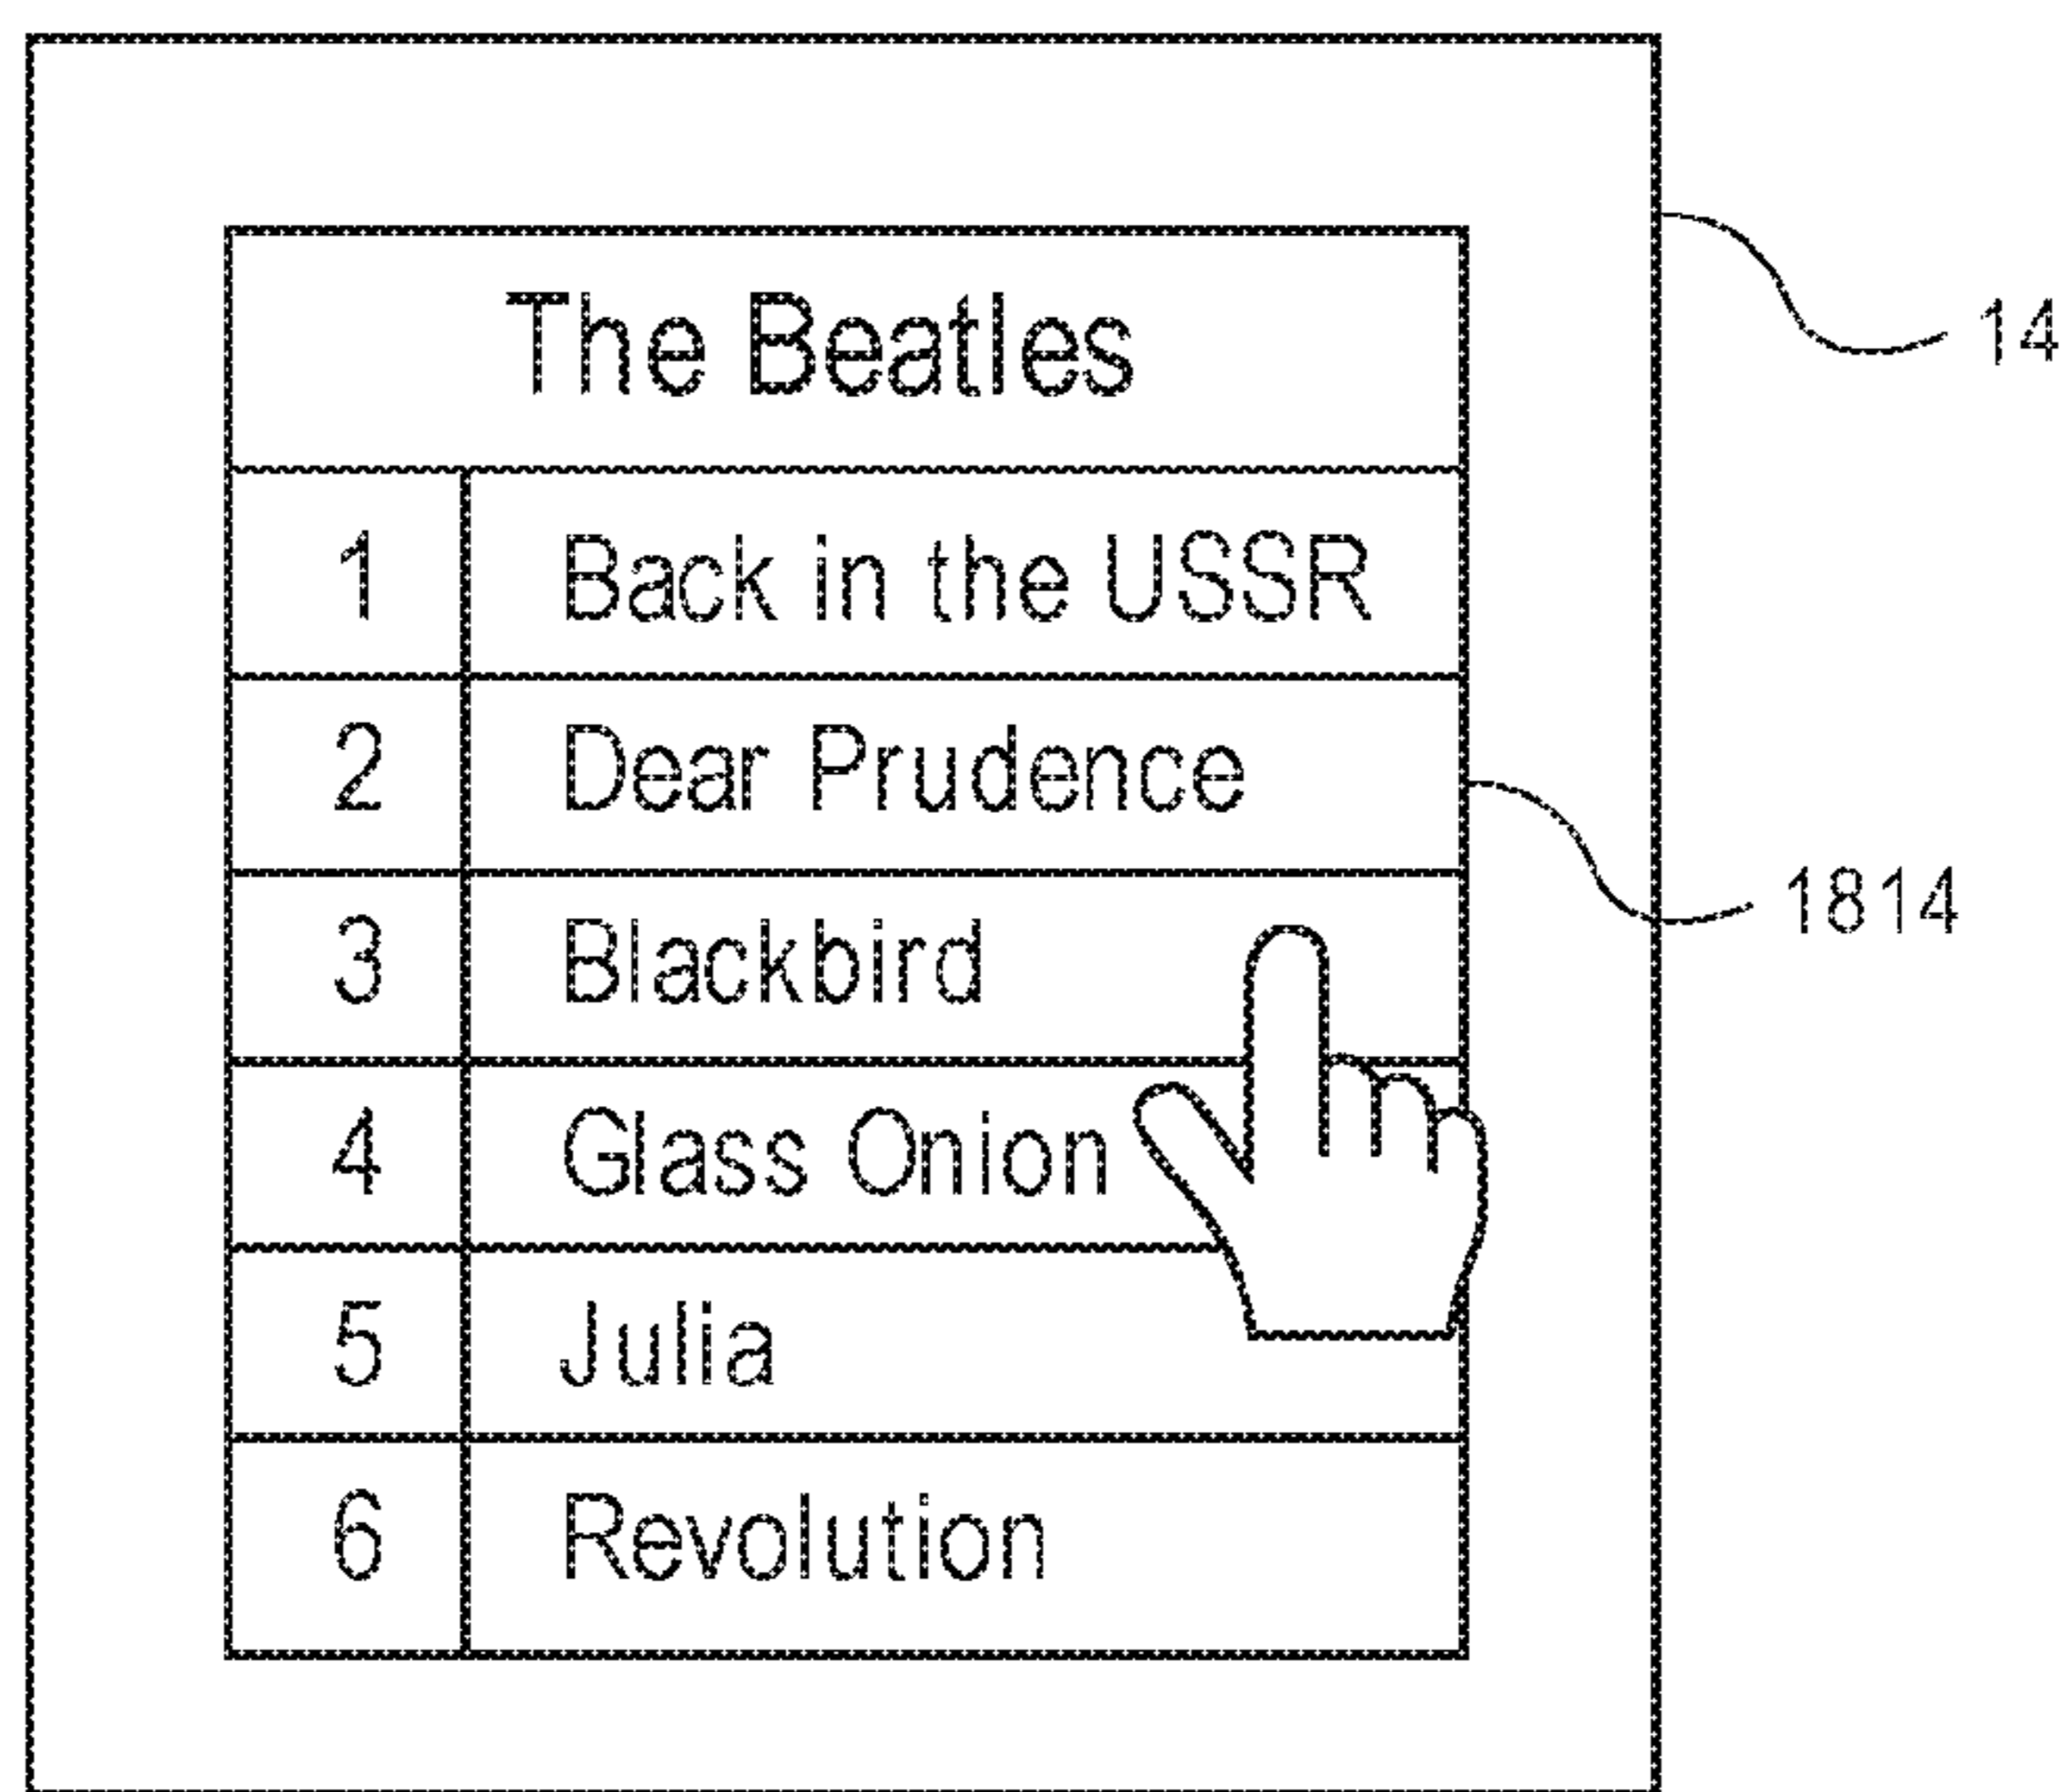 The Beatles
14
1 Back in the USSR
2 Dear Prudence
1814
3 Blackbird
4 Glass Onion
5 Julia
6 Revolution